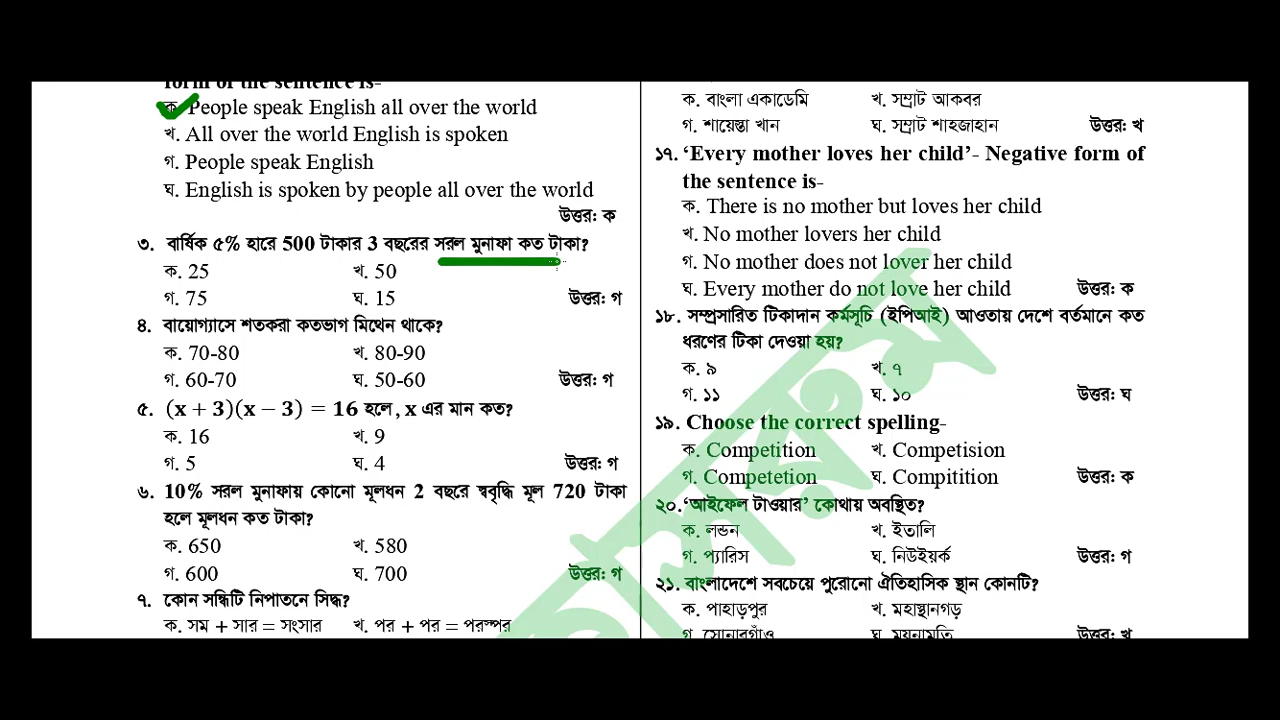 form of the sentence is-
ক. People speak English all over the world
খ. All over the world English is spoken
গ. People speak English
ঘ. English is spoken by people all over the world
উত্তর: ক
৩. বার্ষিক ৫% হারে 500 টাকার 3 বছরের সরল মুনাফা কত টাকা?
ক. 25 খ. 50
গ. 75 ঘ. 15 উত্তর: গ
৪. বায়োগ্যাসে শতকরা কতভাগ মিথেন থাকে?
ক. 70-80 খ. 80-90
গ. 60-70 ঘ. 50-60 উত্তর: গ
৫. (x + 3)(x − 3) = 16 হলে, x এর মান কত?
ক. 16 খ. 9
গ. 5 ঘ. 4 উত্তর: গ
৬. 10% সরল মুনাফায় কোনো মূলধন 2 বছরে স্ববৃদ্ধি মূল 720 টাকা
হলে মূলধন কত টাকা?
ক. 650 খ. 580
গ. 600 ঘ. 700 উত্তর: গ
৭. কোন সন্ধিটি নিপাতনে সিদ্ধ?
ক. সম + সার = সংসার খ. পর + পর = পরস্পর
ক. বাংলা একাডেমি খ. সম্রাট আকবর
গ. শায়েস্তা খান ঘ. সম্রাট শাহজাহান উত্তর: খ
১৭. ‘Every mother loves her child’- Negative form of
the sentence is-
ক. There is no mother but loves her child
খ. No mother lovers her child
গ. No mother does not lover her child
ঘ. Every mother do not love her child উত্তর: ক
১৮. সম্প্রসারিত টিকাদান কর্মসূচি (ইপিআই) আওতায় দেশে বর্তমানে কত
ধরণের টিকা দেওয়া হয়?
ক. ৯ খ. ৭
গ. ১১ ঘ. ১০ উত্তর: ঘ
১৯. Choose the correct spelling-
ক. Competition খ. Competision
গ. Competetion ঘ. Compitition উত্তর: ক
২০.‘আইফেল টাওয়ার’ কোথায় অবস্থিত?
ক. লন্ডন খ. ইতালি
গ. প্যারিস ঘ. নিউইয়র্ক উত্তর: গ
২১. বাংলাদেশে সবচেয়ে পুরোনো ঐতিহাসিক স্থান কোনটি?
ক. পাহাড়পুর খ. মহাস্থানগড়
গ. সোনারগাঁও ঘ. ময়নামতি উত্তর: খ